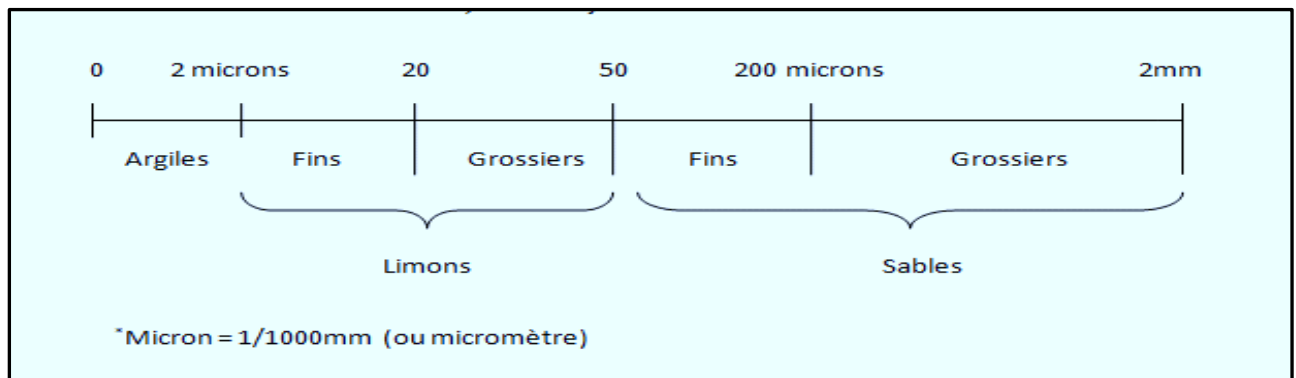 0 2 microns 20 50 200 microns 2mm
Argiles Fins Grossiers Fins Grossiers
Limons Sables
*Micron = 1/1000mm (ou micromètre)